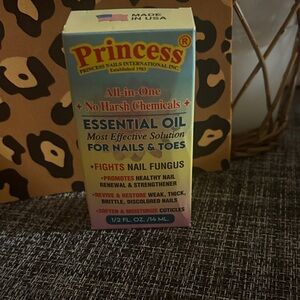 MADE
IN USA
Princess®
PRINCESS NAILS INTERNATIONAL INC.
Established 1985
All-in-One
No Harsh Chemicals
ESSENTIAL OIL
Most Effective Solution
FOR NAILS & TOES
•FIGHTS NAIL FUNGUS
•PROMOTES HEALTHY NAIL
RENEWAL & STRENGTHENER
•REVIVE & RESTORE WEAK, THICK,
BRITTLE, DISCOLORED NAILS
•SOFTEN & MOISTURIZE CUTICLES
1/2 FL. OZ. /14 ML.